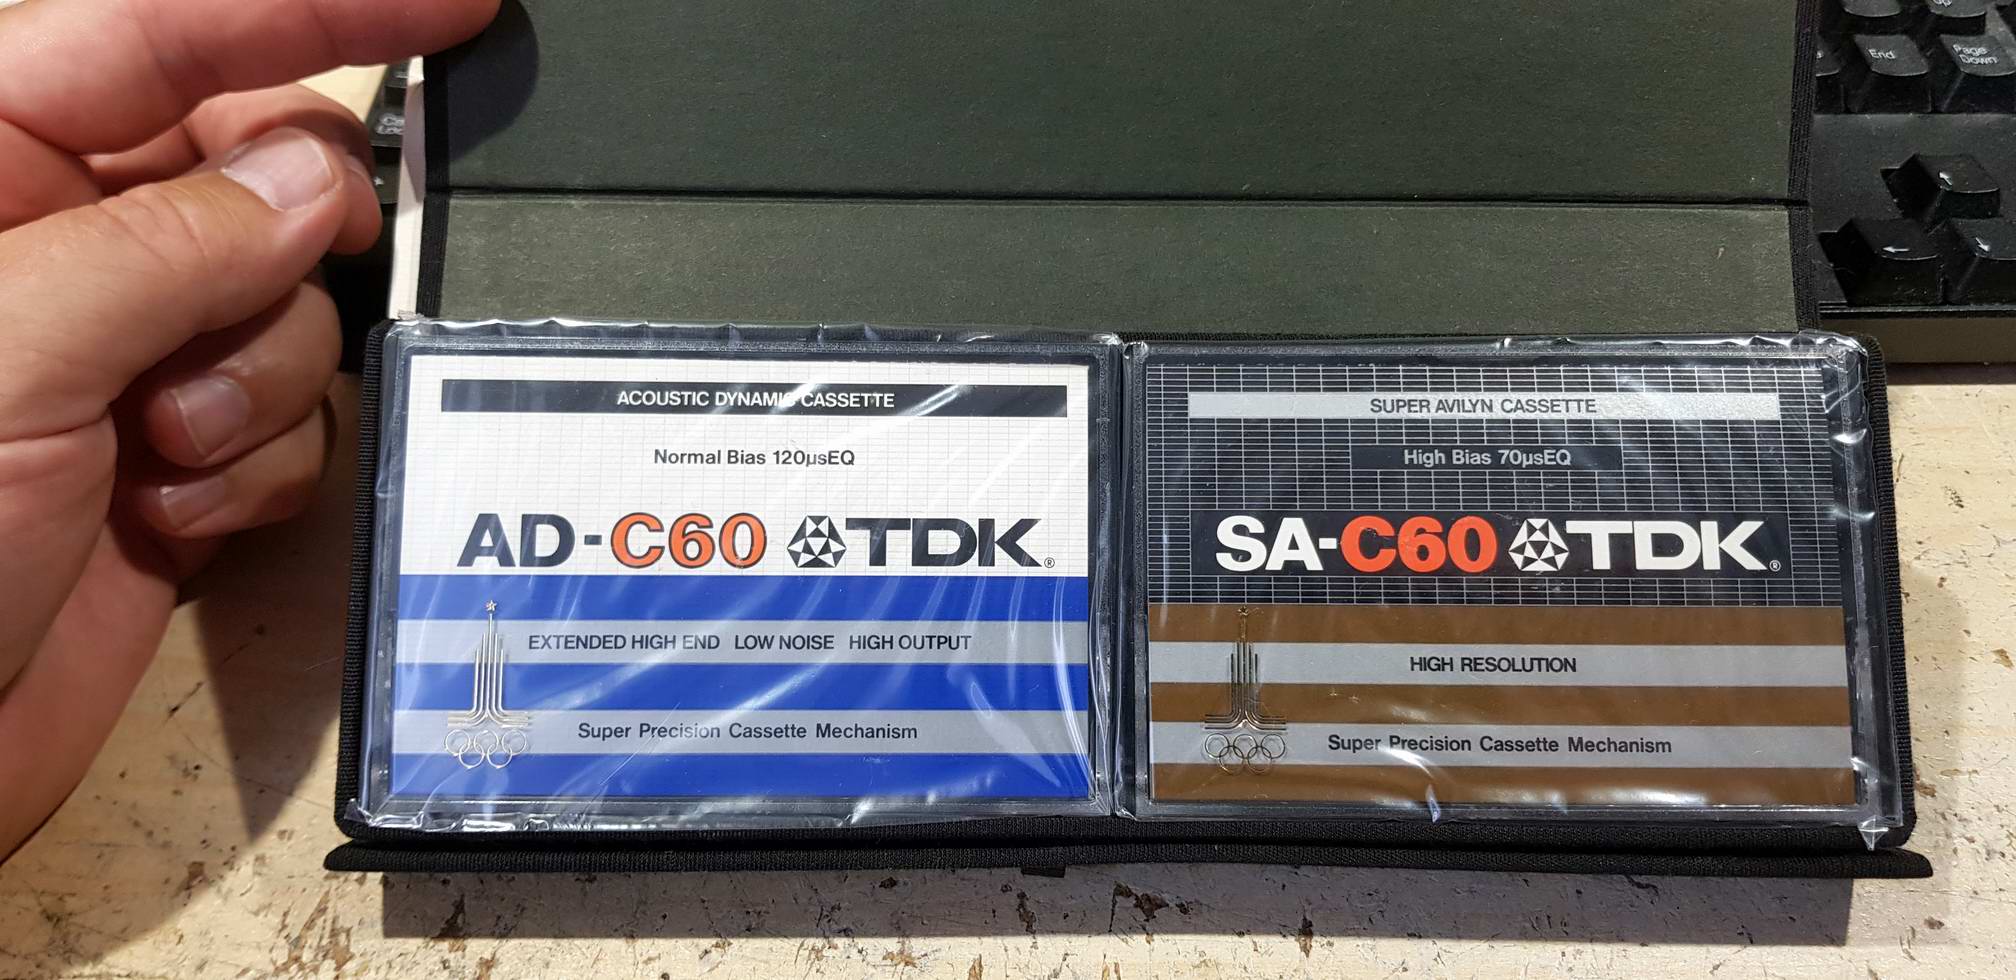 End
Page
Down
ACOUSTIC DYNAMIC CASSETTE
Normal Bias 120µsEQ
AD-C60 TDK®
EXTENDED HIGH END LOW NOISE HIGH OUTPUT
Super Precision Cassette Mechanism
SUPER AVILYN CASSETTE
High Bias 70µsEQ
SA-C60 TDK®
HIGH RESOLUTION
Super Precision Cassette Mechanism